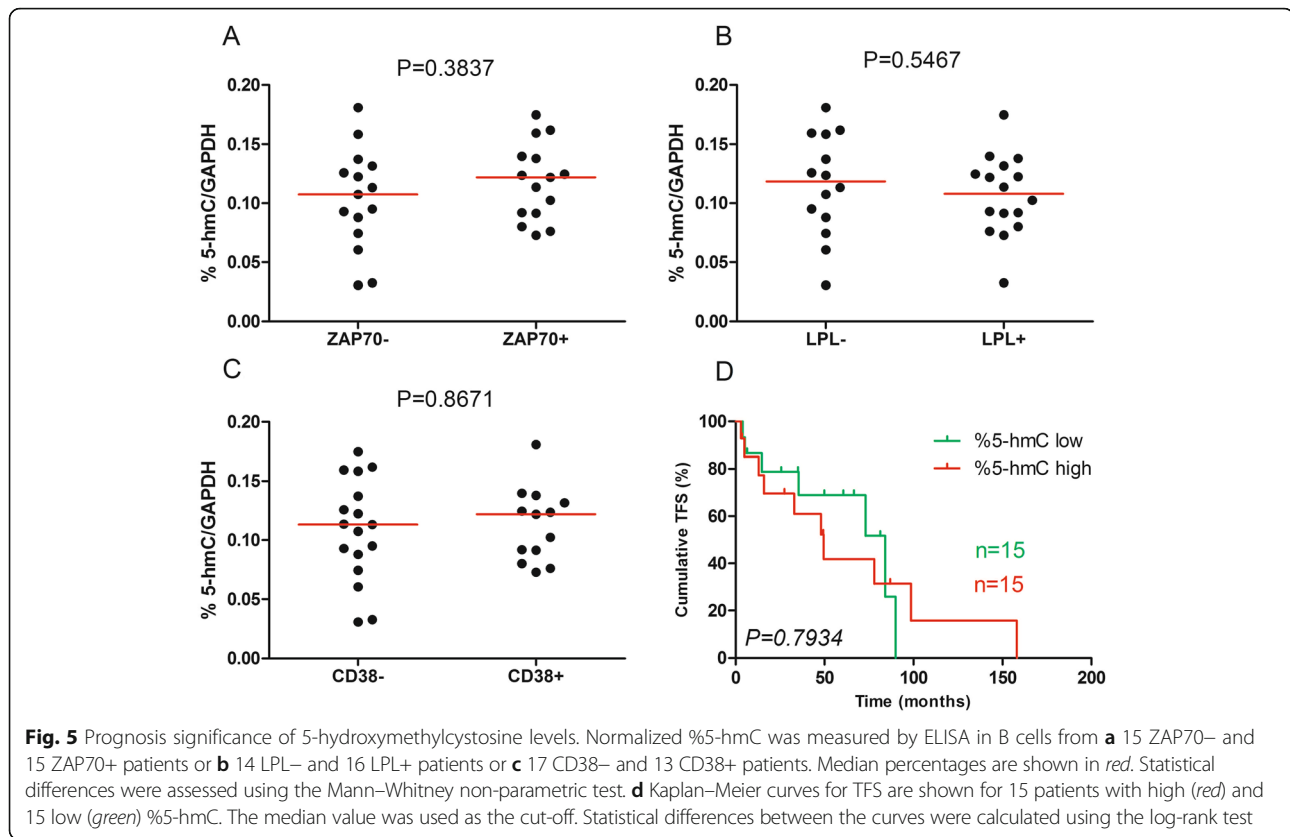 A
P=0.3837
% 5-hmC/GAPDH
0.20
0.15
0.10
0.05
0.00
ZAP70-
ZAP70+
B
P=0.5467
% 5-hmC/GAPDH
0.20
0.15
0.10
0.05
0.00
LPL-
LPL+
C
P=0.8671
% 5-hmC/GAPDH
0.20
0.15
0.10
0.05
0.00
CD38-
CD38+
D
Cumulative TFS (%)
100
80
60
40
20
0
%5-hmC low
%5-hmC high
n=15
n=15
P=0.7934
0 50 100 150 200
Time (months)
Fig. 5 Prognosis significance of 5-hydroxymethylcystosine levels. Normalized %5-hmC was measured by ELISA in B cells from a 15 ZAP70– and
15 ZAP70+ patients or b 14 LPL– and 16 LPL+ patients or c 17 CD38– and 13 CD38+ patients. Median percentages are shown in red. Statistical
differences were assessed using the Mann–Whitney non-parametric test. d Kaplan–Meier curves for TFS are shown for 15 patients with high (red) and
15 low (green) %5-hmC. The median value was used as the cut-off. Statistical differences between the curves were calculated using the log-rank test